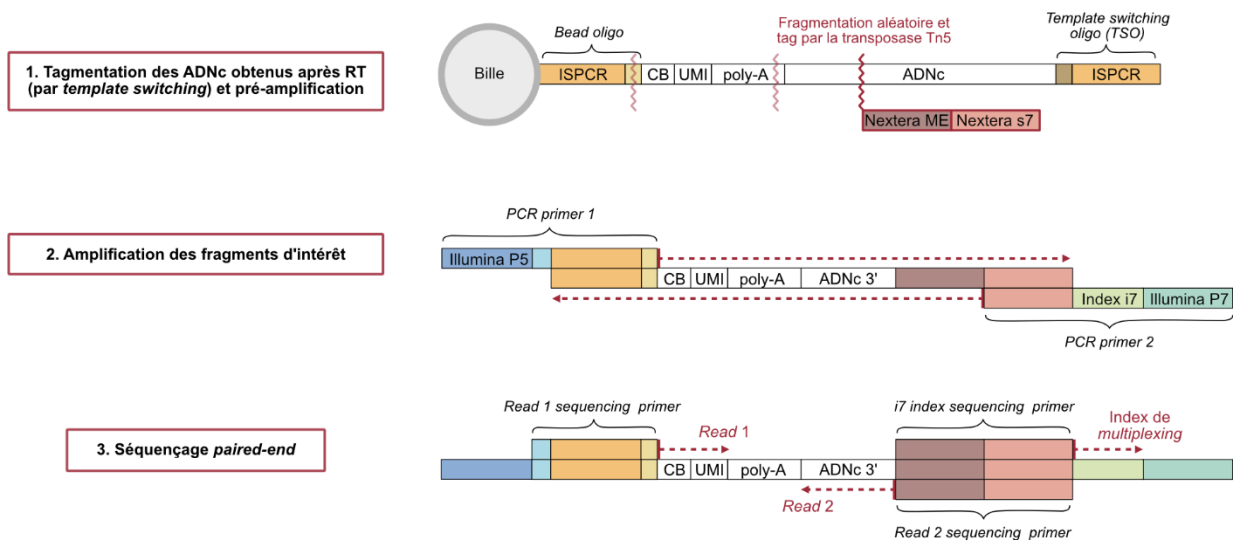 1. Tagmentation des ADNc obtenus après RT
(par template switching) et pré-amplification
Bille
Bead oligo
Fragmentation aléatoire et
tag par la transposase Tn5
Template switching
oligo (TSO)
ISPCR
CB
UMI
poly-A
ADNc
ISPCR
Nextera ME
Nextera s7
2. Amplification des fragments d'intérêt
PCR primer 1
Illumina P5
CB
UMI
poly-A
ADNc 3'
Index i7
Illumina P7
PCR primer 2
3. Séquençage paired-end
Read 1 sequencing primer
Read 1
i7 index sequencing primer
Index de
multiplexing
CB
UMI
poly-A
ADNc 3'
Read 2
Read 2 sequencing primer